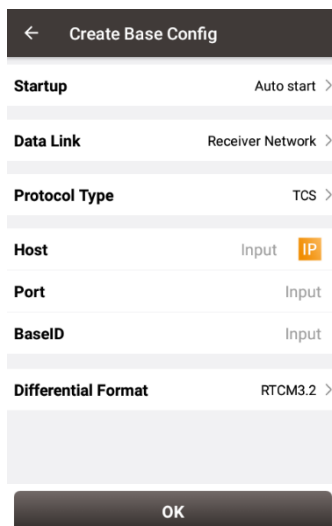 Create Base Config
Startup Auto start
Data Link Receiver Network
Protocol Type TCS
Host Input IP
Port Input
BaseID Input
Differential Format RTCM3.2
OK